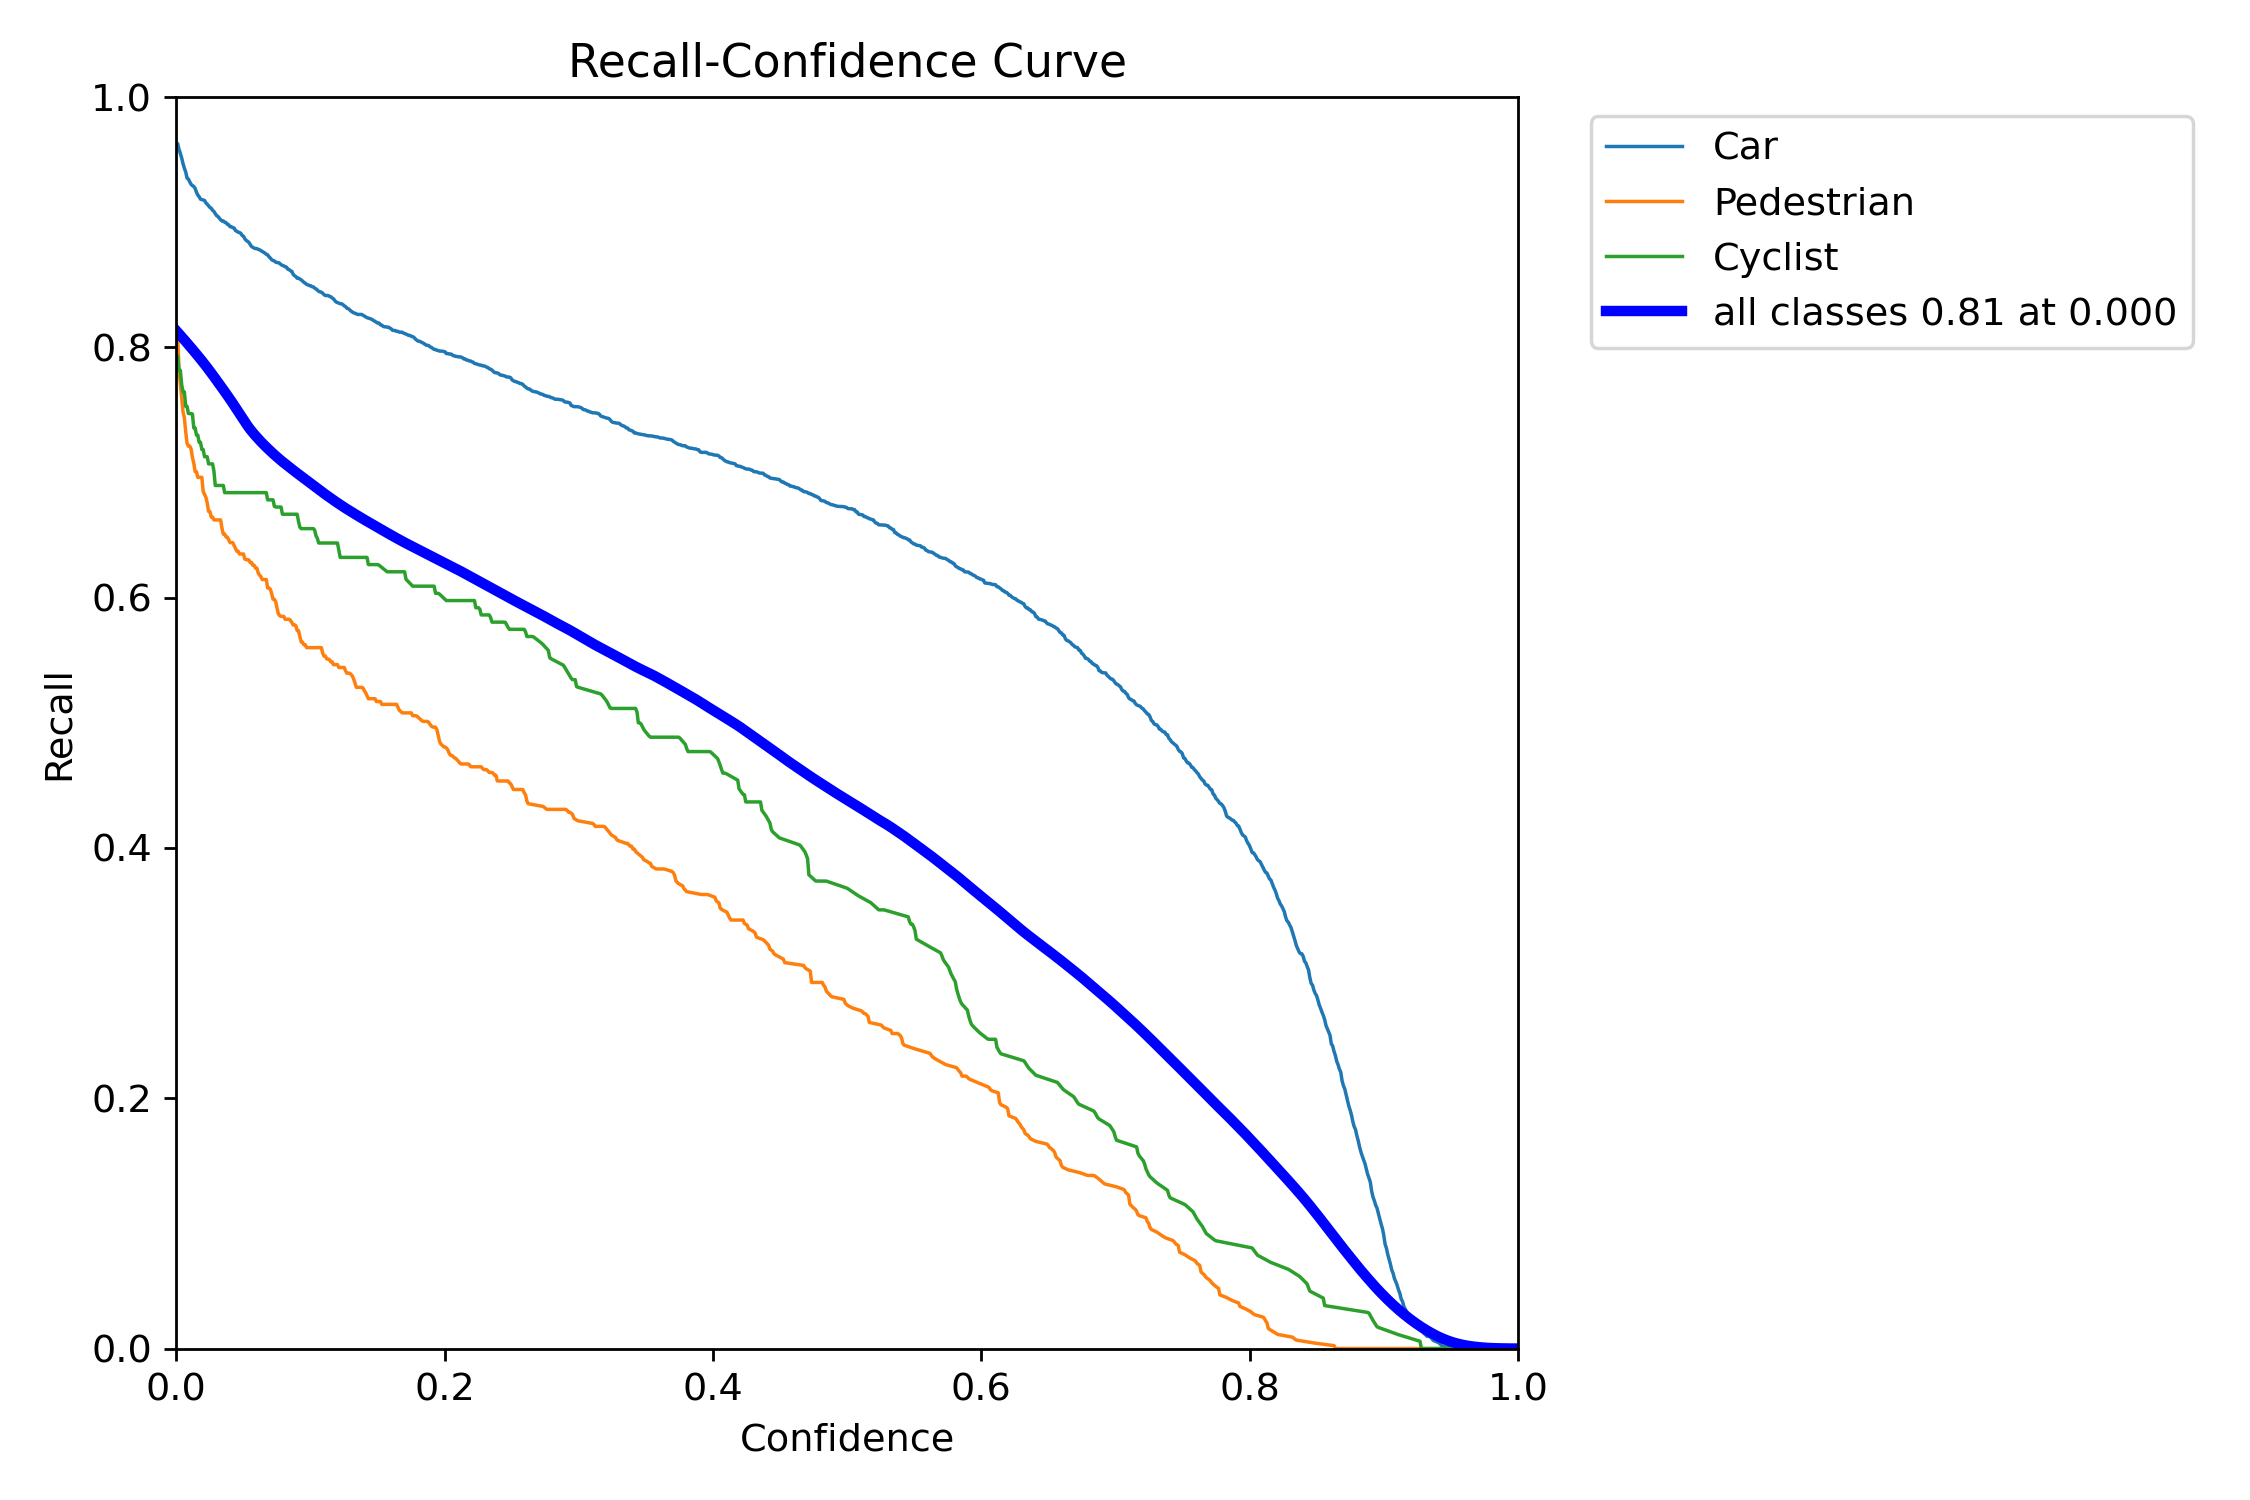 Recall-Confidence Curve
1.0
0.8
0.6
0.4
0.2
0.0
Recall
0.0 0.2 0.4 0.6 0.8 1.0
Confidence
Car
Pedestrian
Cyclist
all classes 0.81 at 0.000